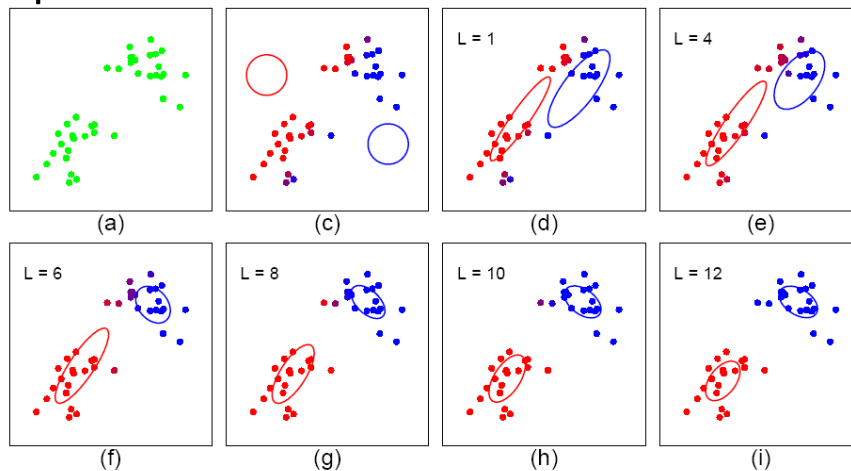 (a)
(c)
L = 1
(d)
L = 4
(e)
L = 6
(f)
L = 8
(g)
L = 10
(h)
L = 12
(i)